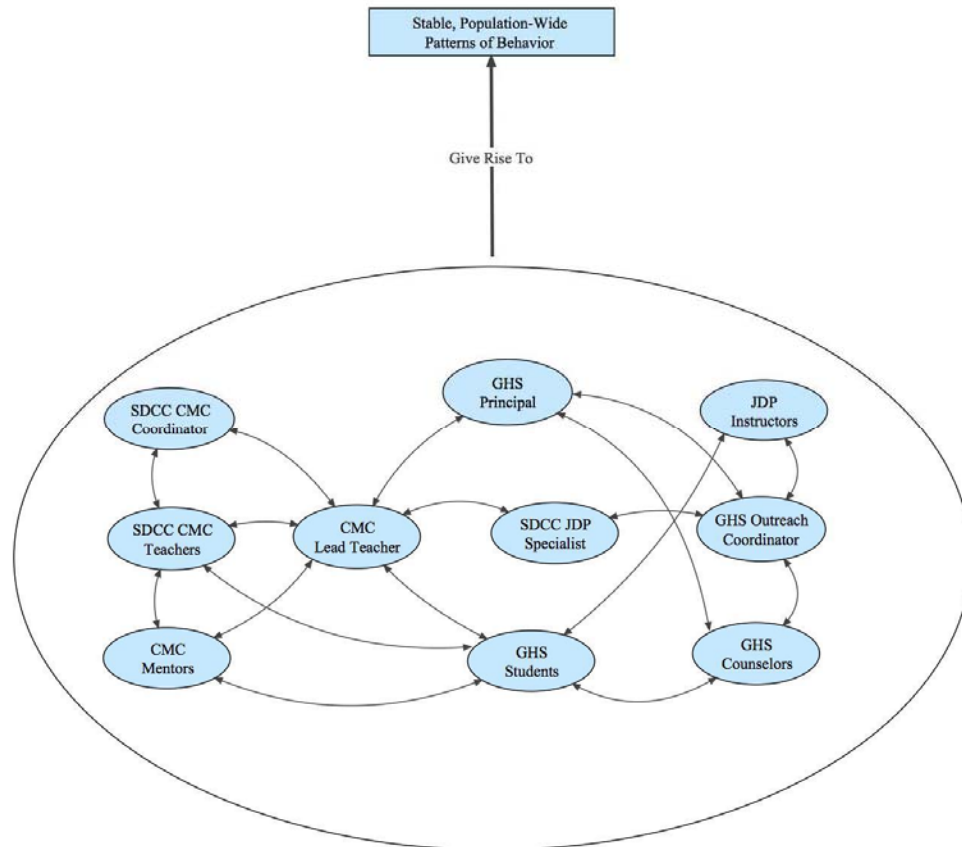 Stable, Population-Wide
Patterns of Behavior
Give Rise To
GHS
Principal
SDCC CMC
Coordinator
JDP
Instructors
SDCC CMC
Teachers
CMC
Lead Teacher
SDCC JDP
Specialist
GHS Outreach
Coordinator
CMC
Mentors
GHS
Students
GHS
Counselors